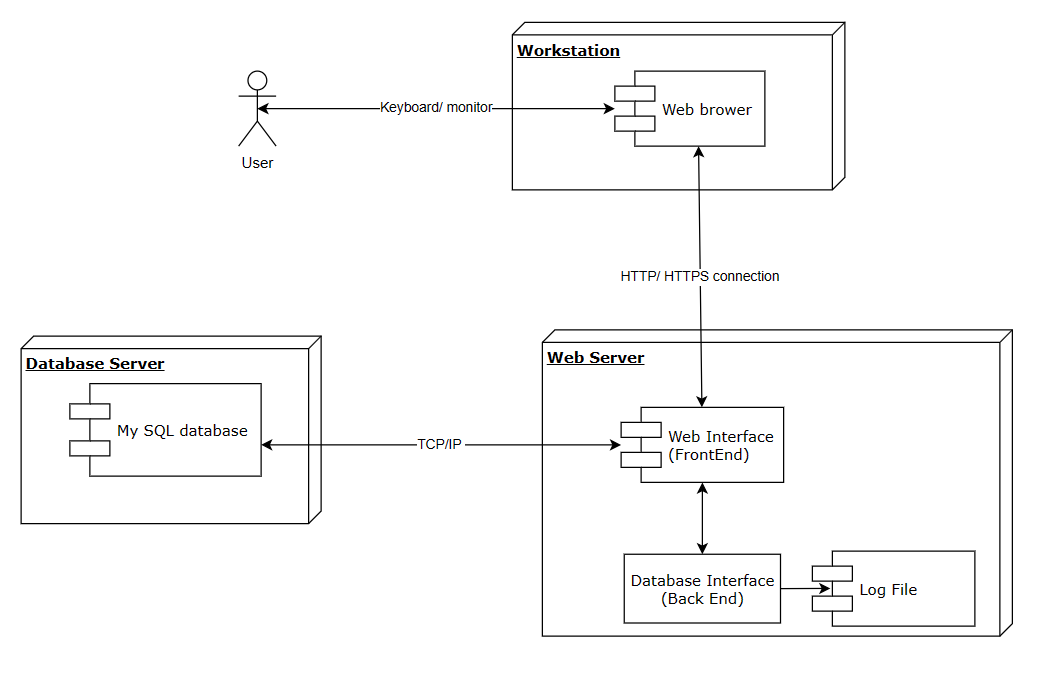 Workstation
Web brower
Keyboard/ monitor
User
HTTP/ HTTPS connection
Database Server
My SQL database
TCP/IP
Web Server
Web Interface
(FrontEnd)
Database Interface
(Back End)
Log File